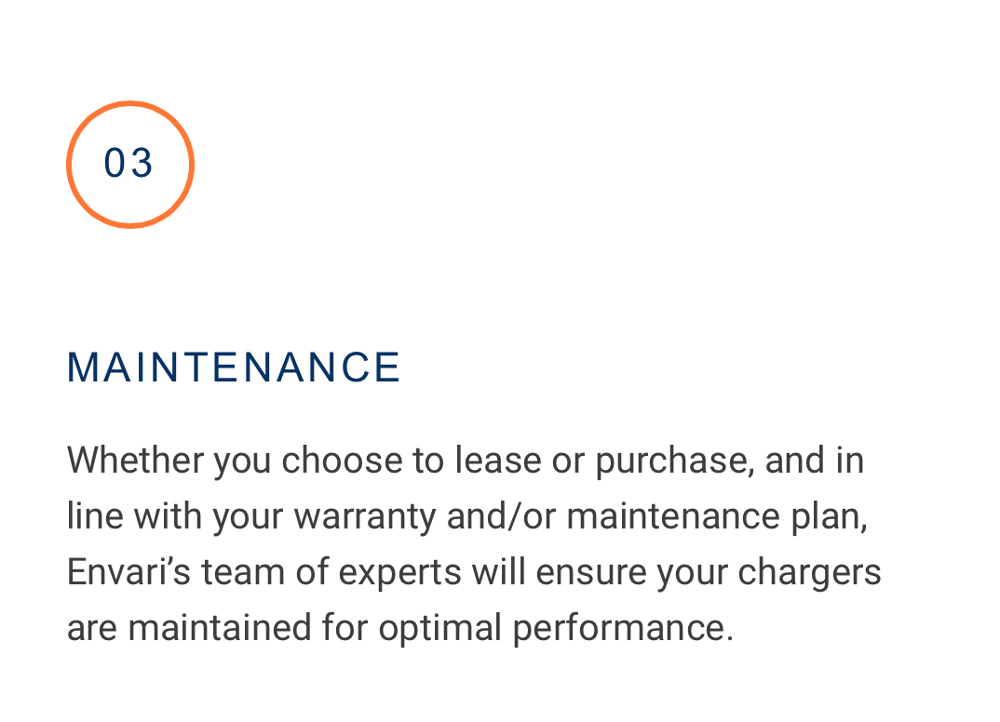 03
MAINTENANCE
Whether you choose to lease or purchase, and in
line with your warranty and/or maintenance plan,
Envari’s team of experts will ensure your chargers
are maintained for optimal performance.